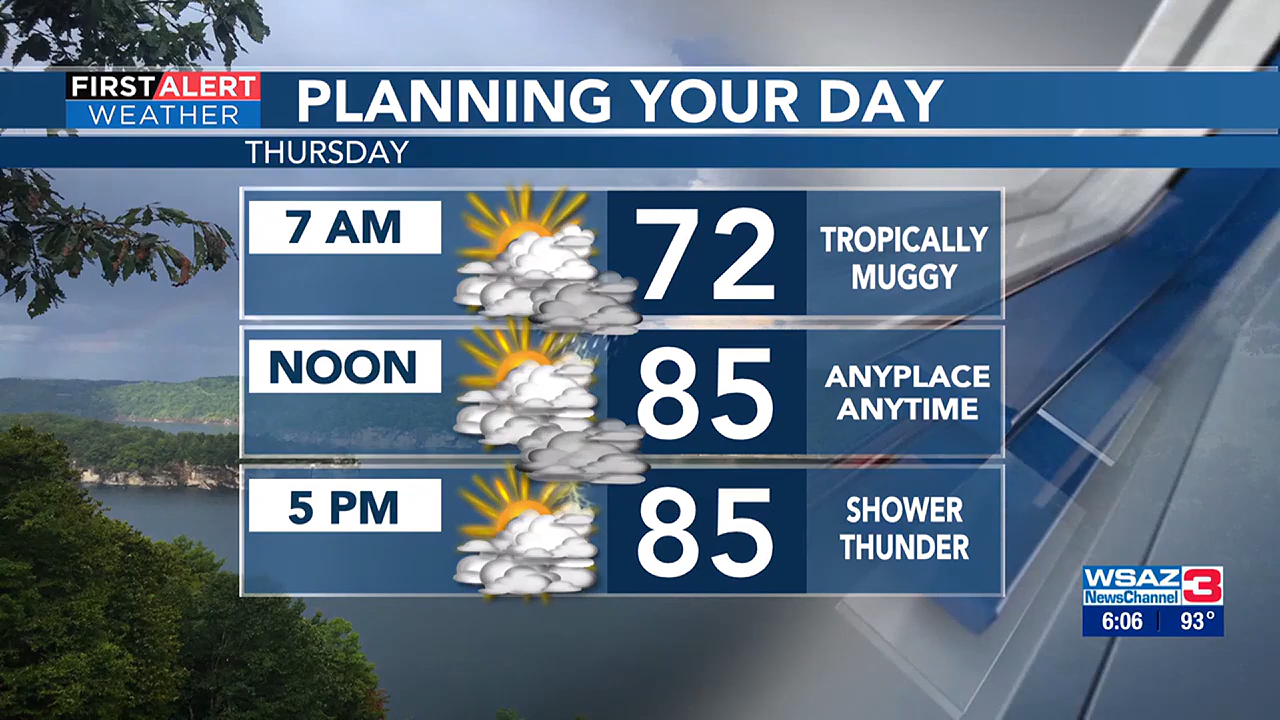 FIRST ALERT
WEATHER
PLANNING YOUR DAY
THURSDAY
7 AM
72
TROPICALLY
MUGGY
NOON
85
ANYPLACE
ANYTIME
5 PM
85
SHOWER
THUNDER
WSAZ 3
NewsChannel
6:06 | 93°